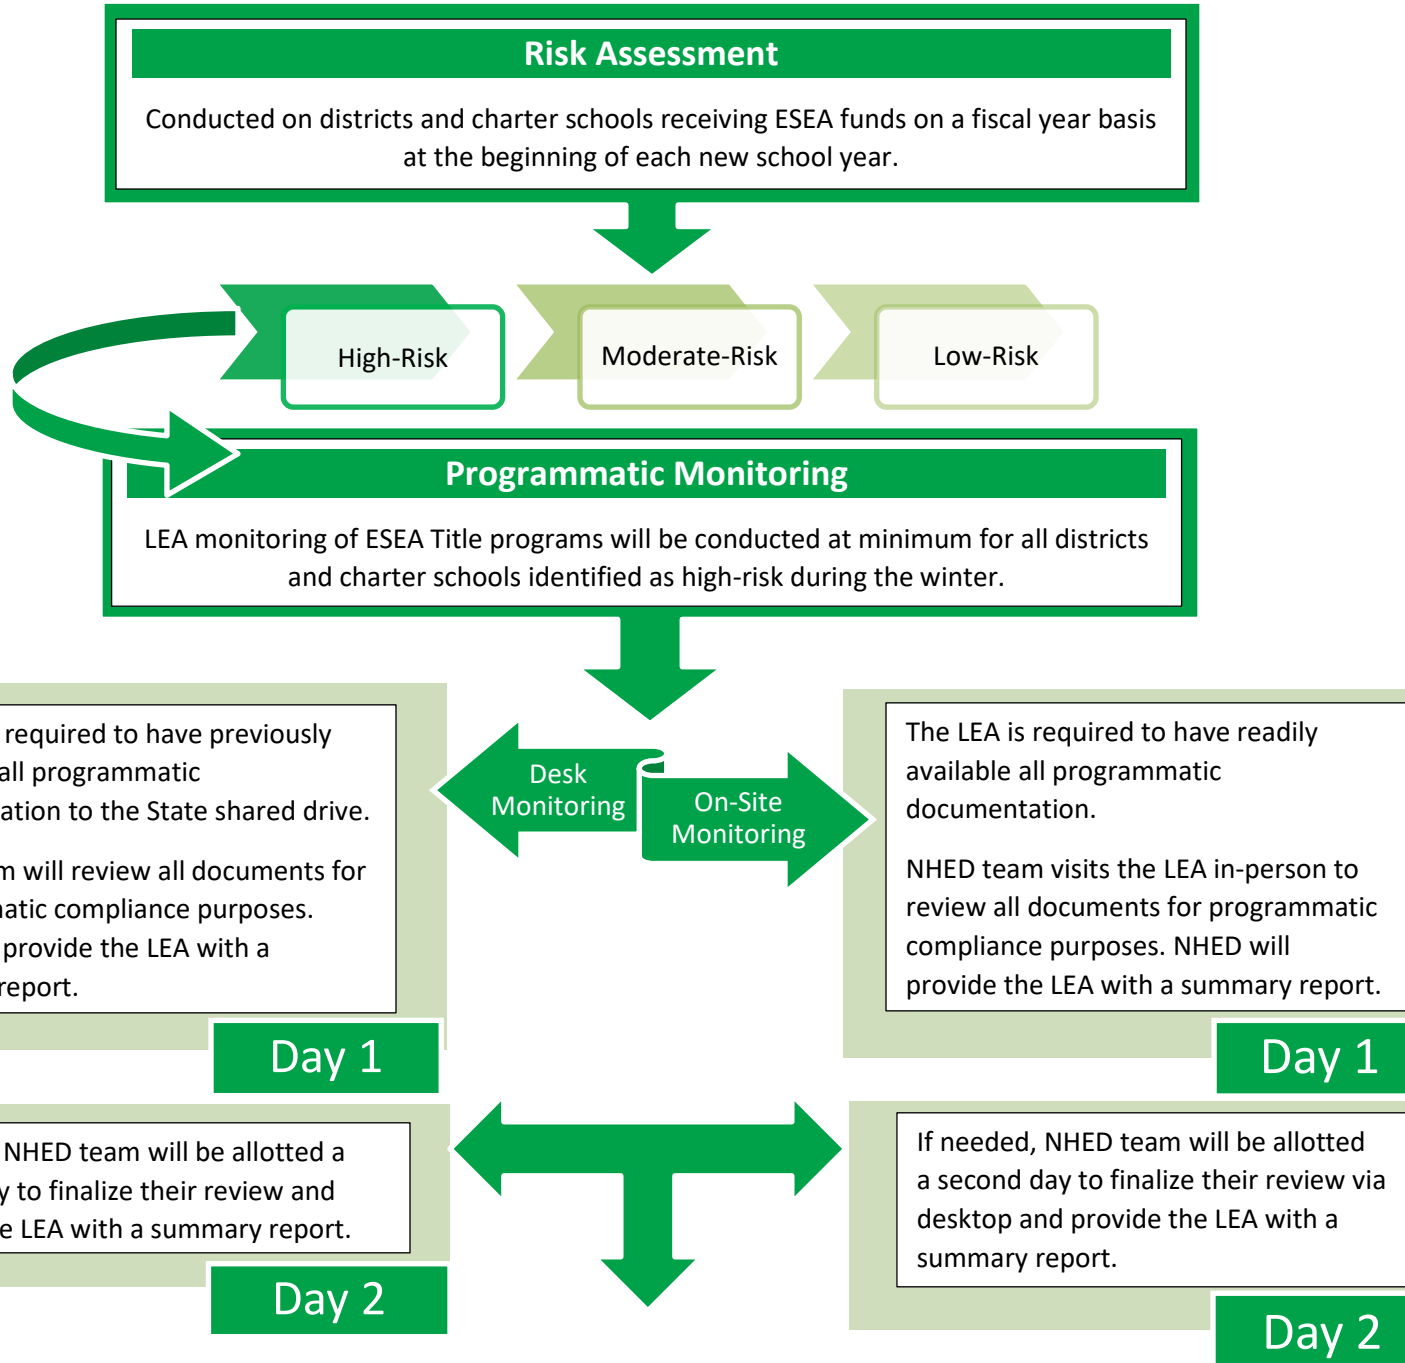 Risk Assessment
Conducted on districts and charter schools receiving ESEA funds on a fiscal year basis
at the beginning of each new school year.
High-Risk
Moderate-Risk
Low-Risk
Programmatic Monitoring
LEA monitoring of ESEA Title programs will be conducted at minimum for all districts
and charter schools identified as high-risk during the winter.
Desk
Monitoring
On-Site
Monitoring
required to have previously
all programmatic
ation to the State shared drive.
m will review all documents for
matic compliance purposes.
provide the LEA with a
report.
Day 1
The LEA is required to have readily
available all programmatic
documentation.
NHED team visits the LEA in-person to
review all documents for programmatic
compliance purposes. NHED will
provide the LEA with a summary report.
Day 1
NHED team will be allotted a
y to finalize their review and
e LEA with a summary report.
Day 2
If needed, NHED team will be allotted
a second day to finalize their review via
desktop and provide the LEA with a
summary report.
Day 2